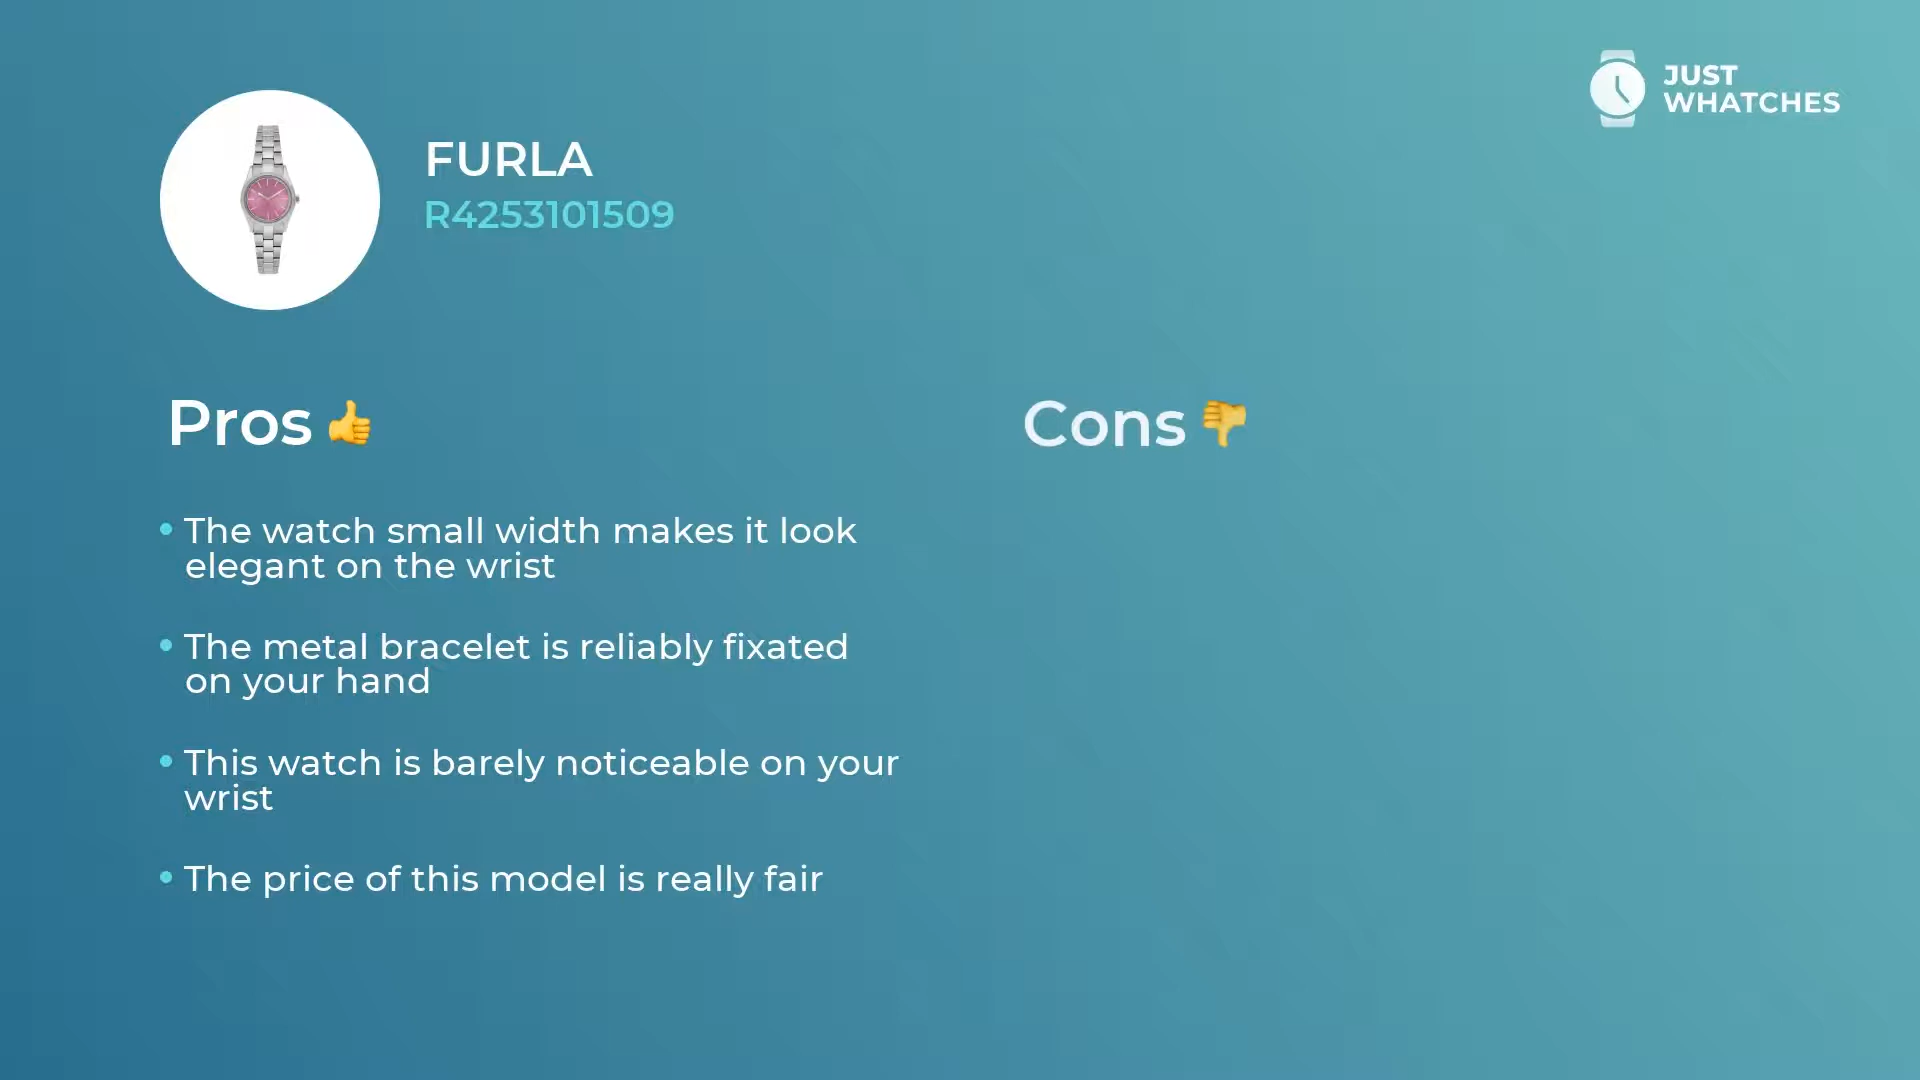 JUST
WHATCHES
FURLA
R4253101509
Pros
The watch small width makes it look
elegant on the wrist
The metal bracelet is reliably fixated
on your hand
This watch is barely noticeable on your
wrist
The price of this model is really fair
Cons